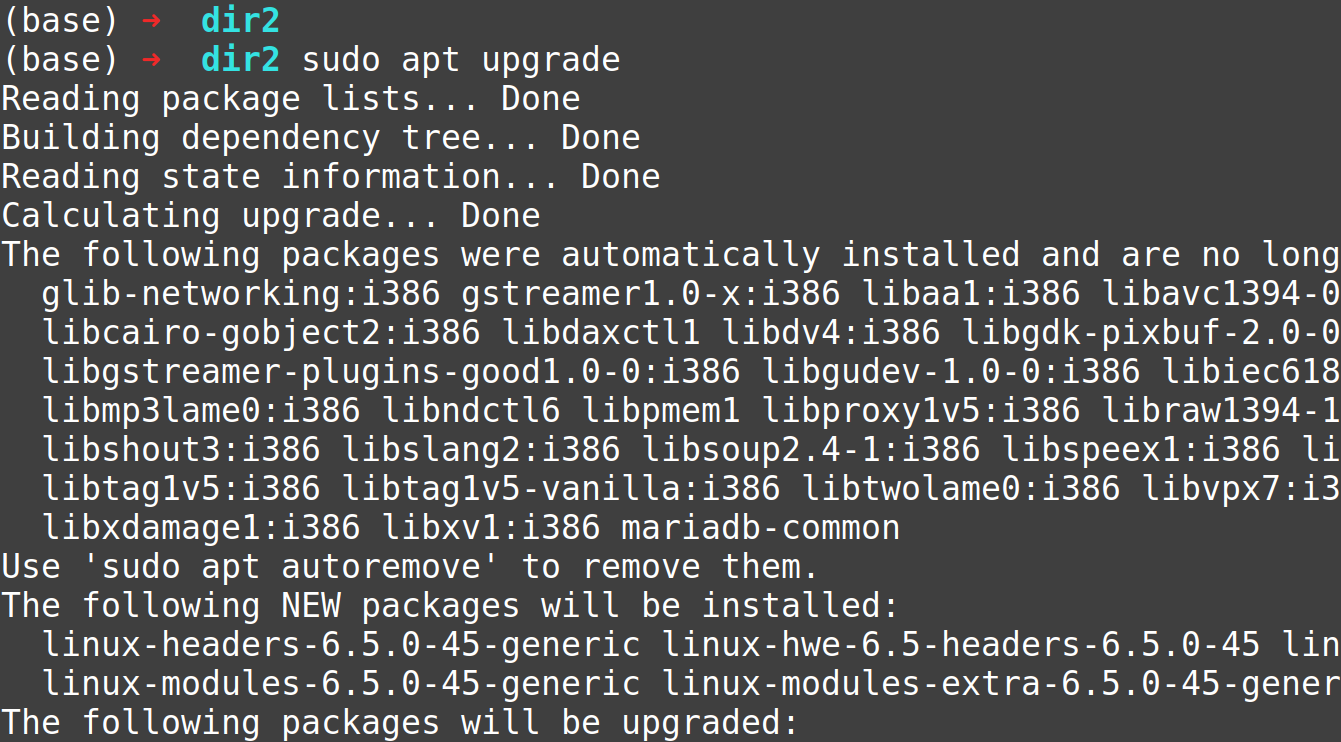 (base) ➜  dir2
(base) ➜  dir2 sudo apt upgrade
Reading package lists... Done
Building dependency tree... Done
Reading state information... Done
Calculating upgrade... Done
The following packages were automatically installed and are no long
  glib-networking:i386 gstreamer1.0-x:i386 libaa1:i386 libavc1394-0
  libcairo-gobject2:i386 libdaxctl1 libdv4:i386 libgdk-pixbuf-2.0-0
  libgstreamer-plugins-good1.0-0:i386 libgudev-1.0-0:i386 libiec618
  libmp3lame0:i386 libndctl6 libpmem1 libproxy1v5:i386 libraw1394-1
  libshout3:i386 libslang2:i386 libsoup2.4-1:i386 libspeex1:i386 li
  libtag1v5:i386 libtag1v5-vanilla:i386 libtwolame0:i386 libvpx7:i3
  libxdamage1:i386 libxv1:i386 mariadb-common
Use 'sudo apt autoremove' to remove them.
The following NEW packages will be installed:
  linux-headers-6.5.0-45-generic linux-hwe-6.5-headers-6.5.0-45 lin
  linux-modules-6.5.0-45-generic linux-modules-extra-6.5.0-45-gener
The following packages will be upgraded: